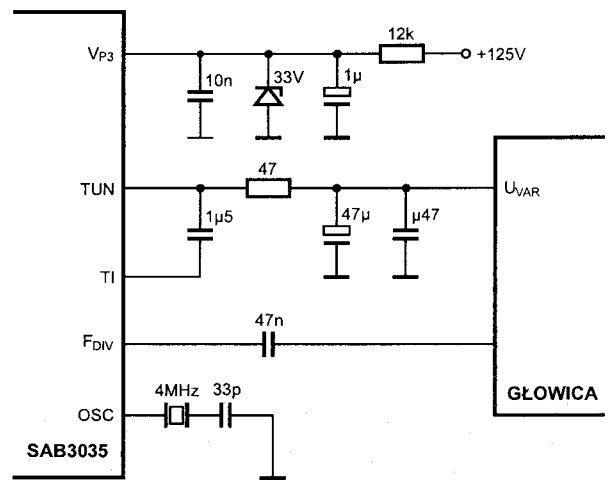 12k
VP3
+125V
10n
33V
1µ
47
TUN
UVAR
1µ5
47µ
µ47
TI
47n
FDIV
4MHz
33p
GŁOWICA
OSC
SAB3035